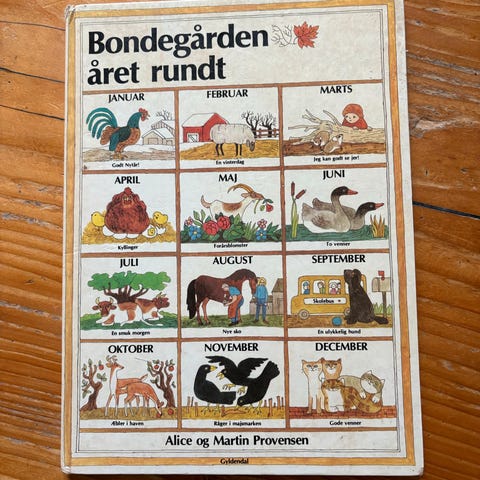 Bondegården
året rundt
JANUAR
FEBRUAR
MARTS
Godt Nytår!
En vinterdag
Jeg kan godt se jer!
APRIL
MAJ
JUNI
Kyllinger
Forårsblomster
To venner
JULI
AUGUST
SEPTEMBER
Skolebus
En smuk morgen
Nye sko
En ulykkelig hund
OKTOBER
NOVEMBER
DECEMBER
Æbler i haven
Råger i majsmarken
Gode venner
Alice og Martin Provensen
Gyldendal